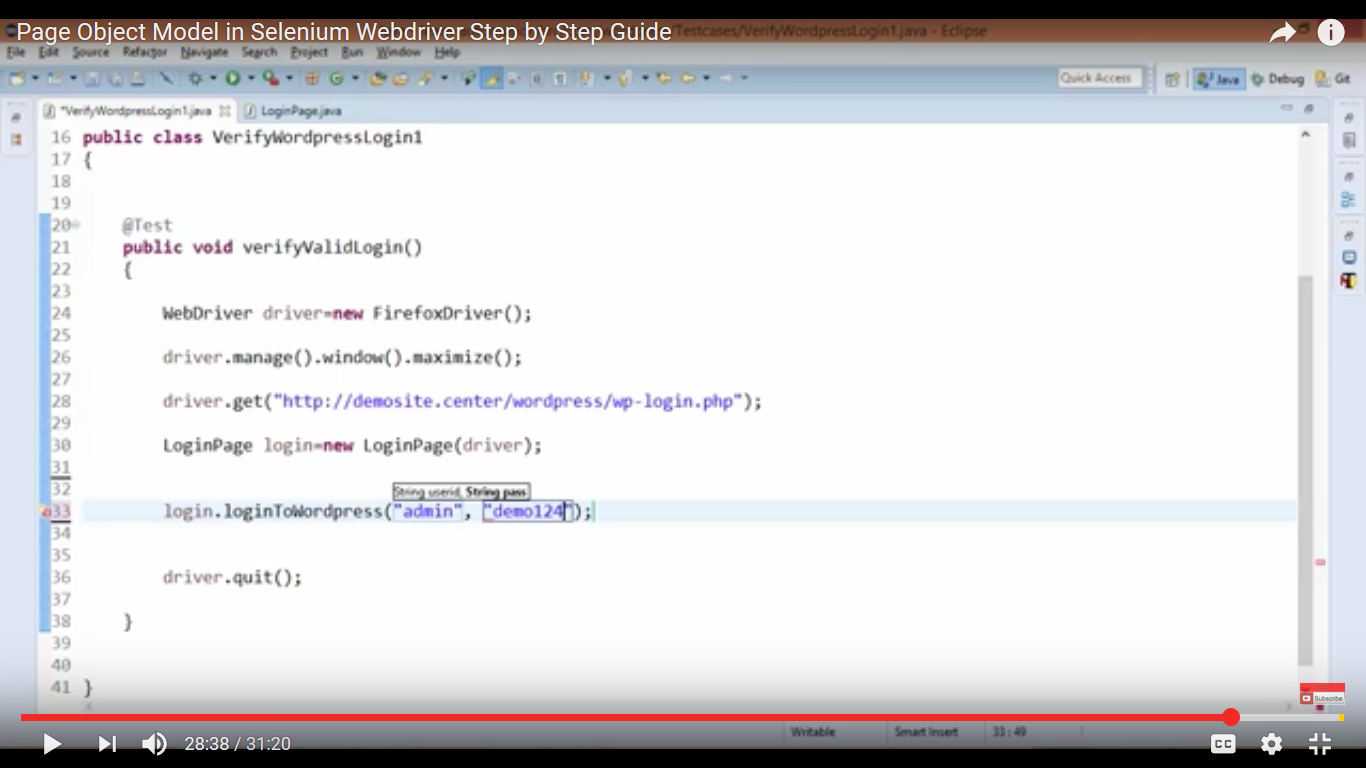 Page Object Model in Selenium Webdriver Step by Step Guide
/Testcases/VerifyWordpressLogin1.java - Eclipse
File Edit Source Refactor Navigate Search Project Run Window Help
Quick Access
Java
Debug
Git
*VerifyWordpressLogin1.java
LoginPage.java
16 public class VerifyWordpressLogin1
17 {
18
19
20 @Test
21 public void verifyValidLogin()
22 {
23
24 WebDriver driver=new FirefoxDriver();
25
26 driver.manage().window().maximize();
27
28 driver.get("http://demosite.center/wordpress/wp-login.php");
29
30 LoginPage login=new LoginPage(driver);
31
String userid, String pass
32
33 login.loginToWordpress("admin", "demo124");
34
35
36 driver.quit();
37
38 }
39
40
41 }
Subscribe
Writable
Smart Insert
33 : 49
28:38 / 31:20
CC